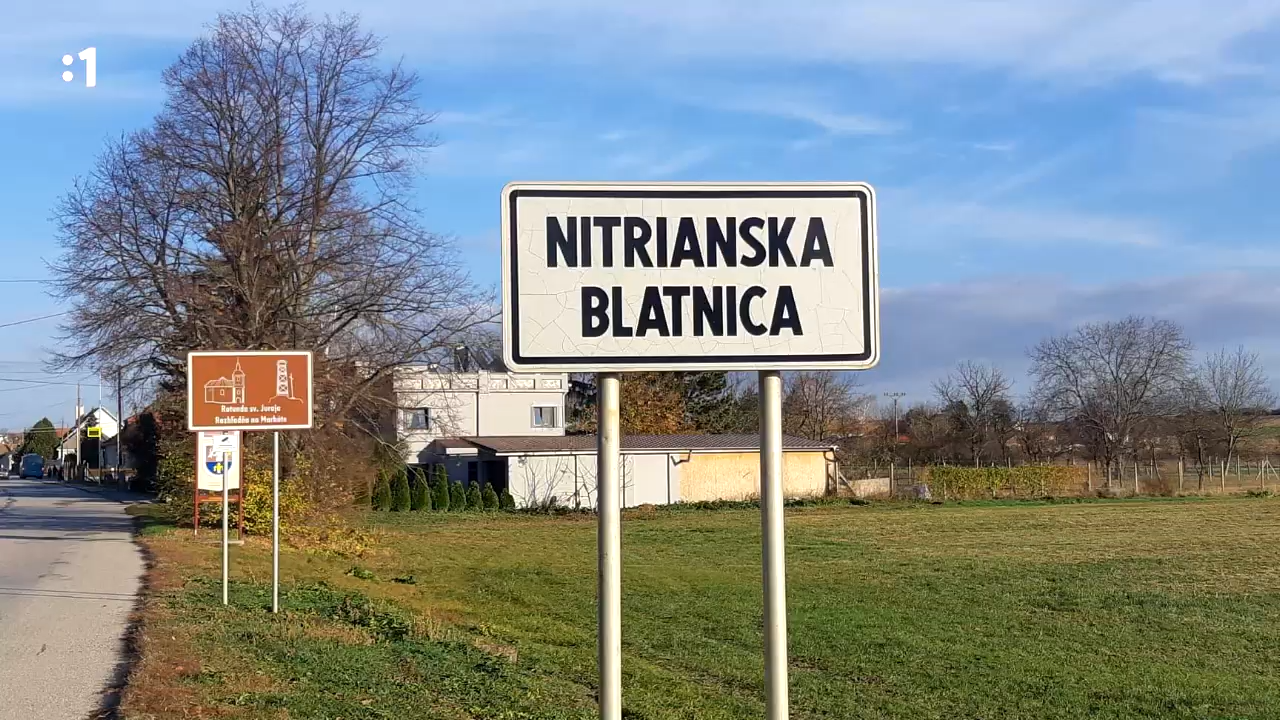 :1
NITRIANSKA
BLATNICA
Rotunda sv. Juraja
Rozhľadňa na Marháte